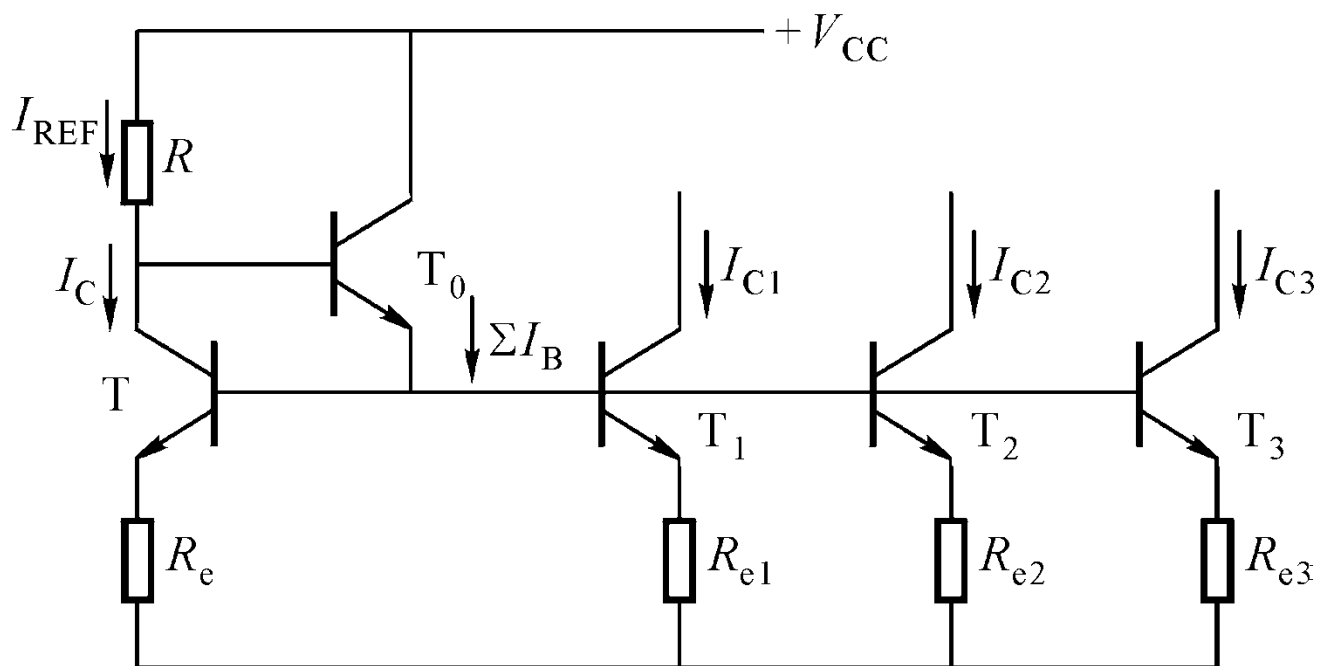 +V_CC
I_REF
R
I_C
T_0
I_C1
I_C2
I_C3
ΣI_B
T
T_1
T_2
T_3
R_e
R_e1
R_e2
R_e3